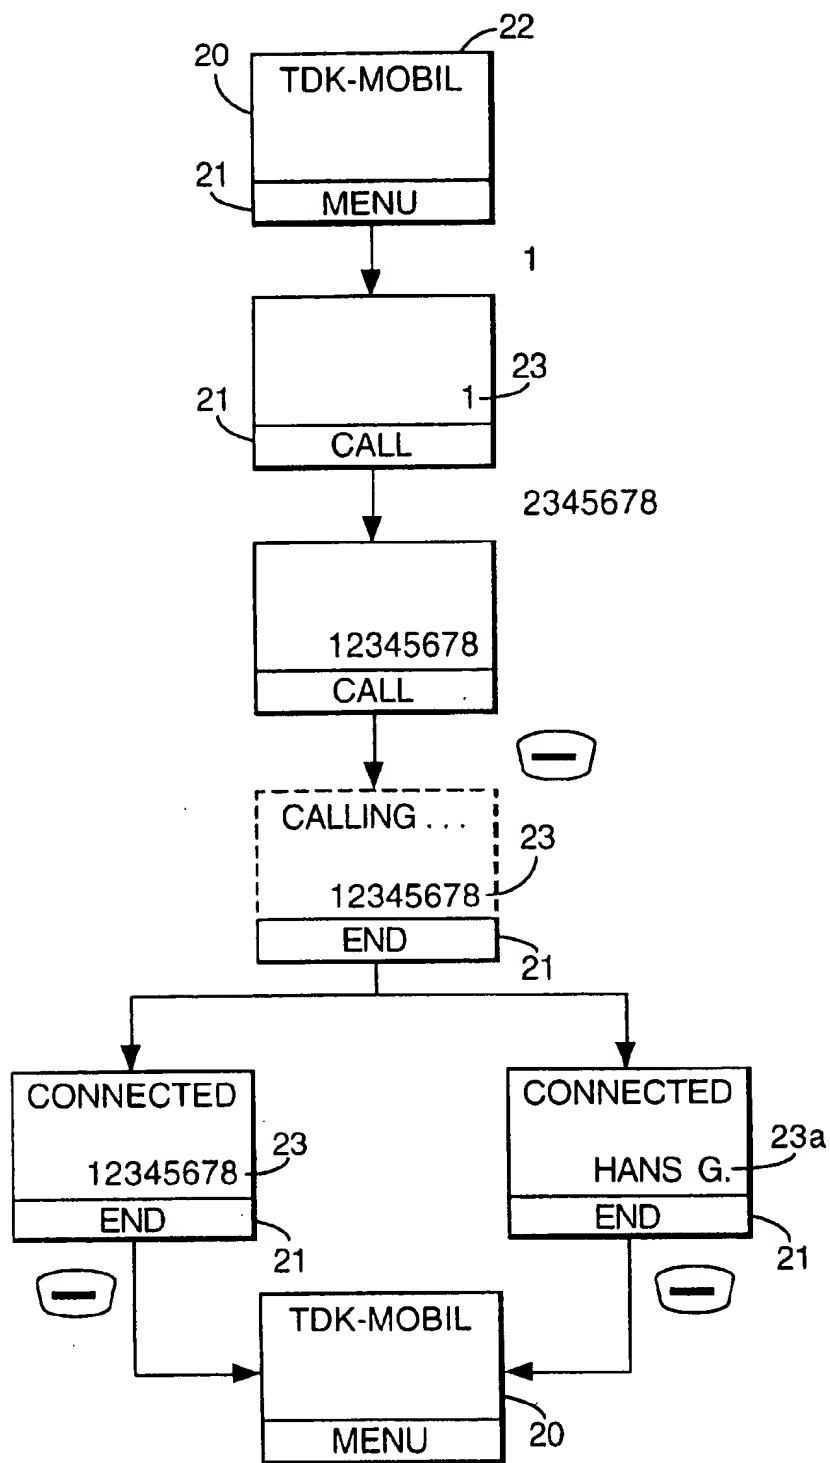 22
20
TDK-MOBIL
21
MENU
1
23
1
21
CALL
2345678
12345678
CALL
CALLING...
23
12345678
END
21
CONNECTED
CONNECTED
23
23a
12345678
HANS G.
END
END
21
21
TDK-MOBIL
20
MENU